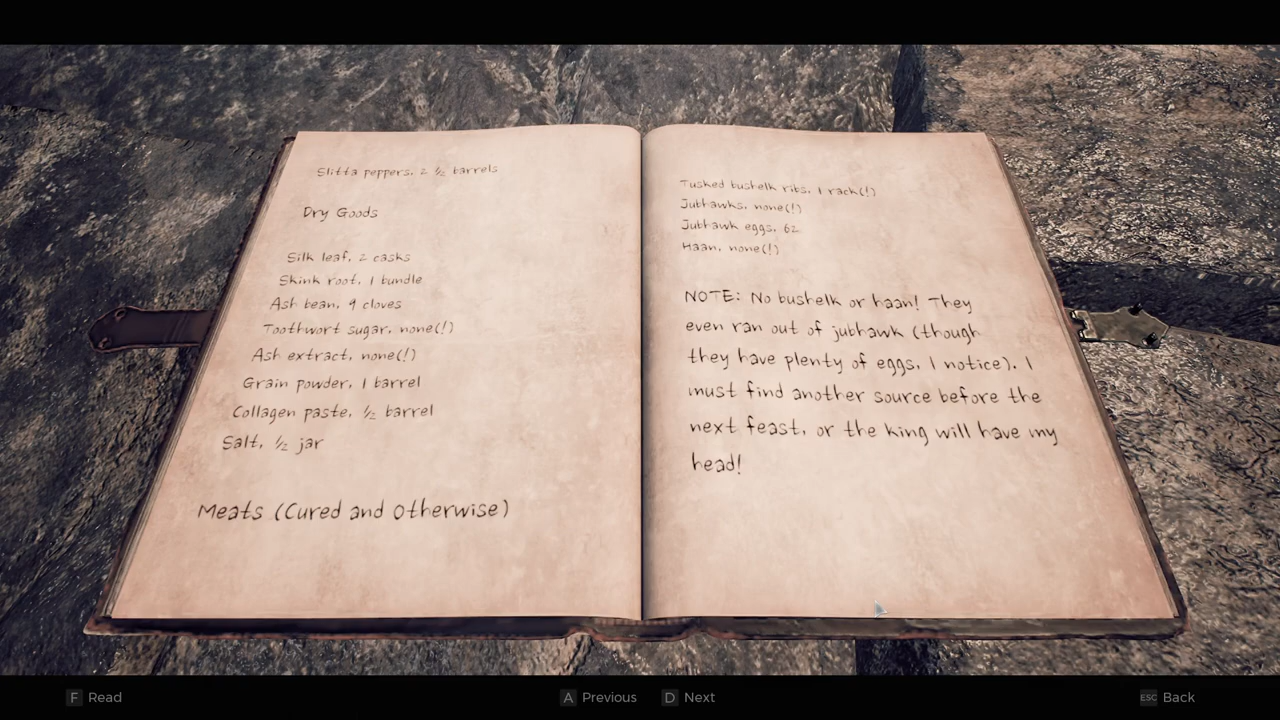 Slitta peppers, 2 ½ barrels
Dry Goods
Silk leaf, 2 casks
Skink root, 1 bundle
Ash bean, 9 cloves
Toothwort sugar, none(!)
Ash extract, none(!)
Grain powder, 1 barrel
Collagen paste, ½ barrel
Salt, ½ jar
Meats (Cured and Otherwise)
Tusked bushelk ribs, 1 rack(!)
Jubhawks, none(!)
Jubhawk eggs, 62
Haan, none(!)
NOTE: No bushelk or haan! They
even ran out of jubhawk (though
they have plenty of eggs, I notice). I
must find another source before the
next feast, or the king will have my
head!
F Read
A Previous
D Next
ESC Back